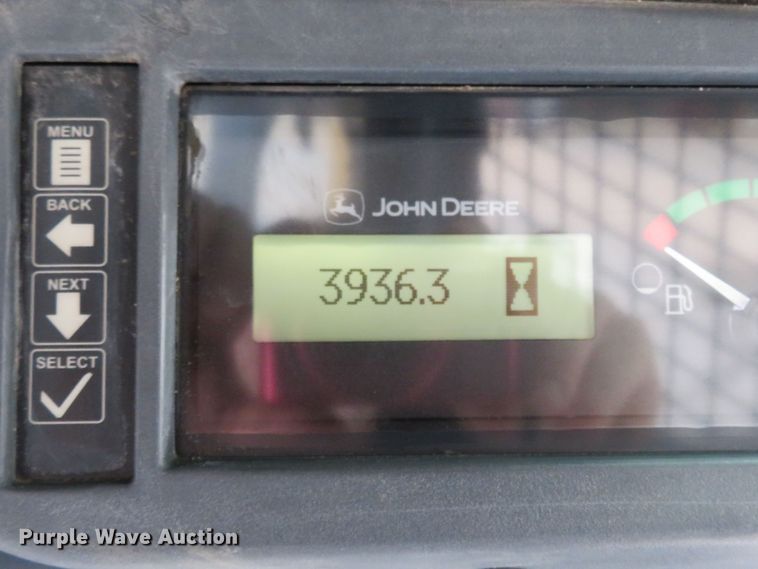 MENU
BACK
NEXT
SELECT
JOHN DEERE
3936.3
Purple Wave Auction